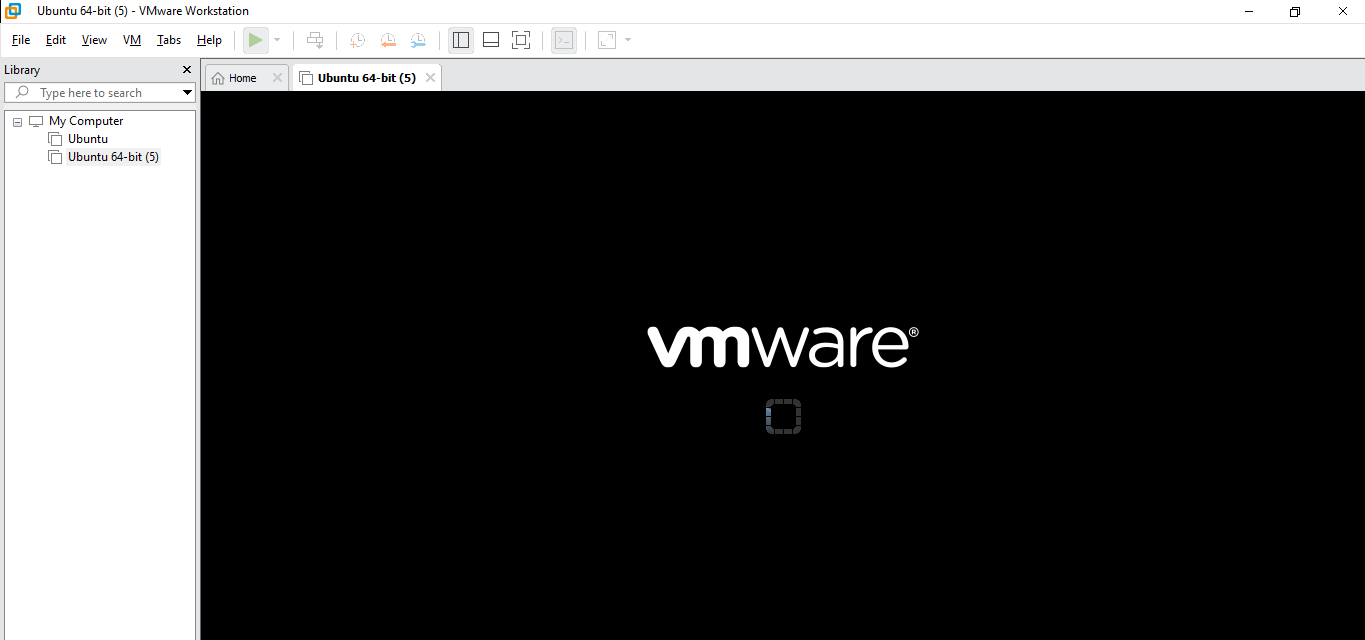 Ubuntu 64-bit (5) - VMware Workstation
File Edit View VM Tabs Help
Library
Type here to search
Home
Ubuntu 64-bit (5)
My Computer
Ubuntu
Ubuntu 64-bit (5)
vmware®